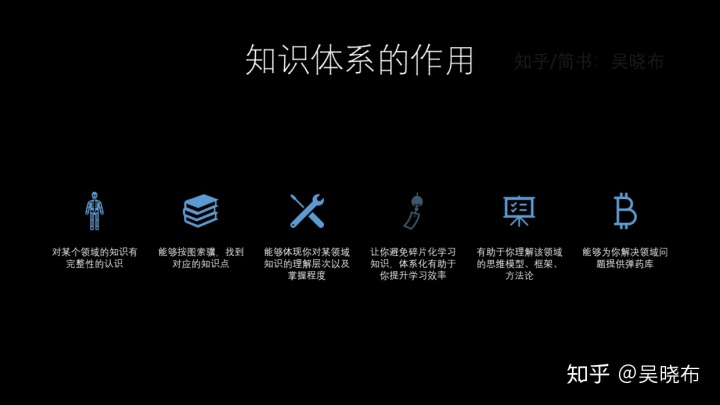 知识体系的作用
知乎/简书：吴晓布
对某个领域的知识有
完整性的认识
能够按图索骥，找到
对应的知识点
能够体现你对某领域
知识的理解层次以及
掌握程度
让你避免碎片化学习
知识，体系化有助于
你提升学习效率
有助于你理解该领域
的思维模型、框架、
方法论
能够为你解决领域问
题提供弹药库
知乎 @吴晓布